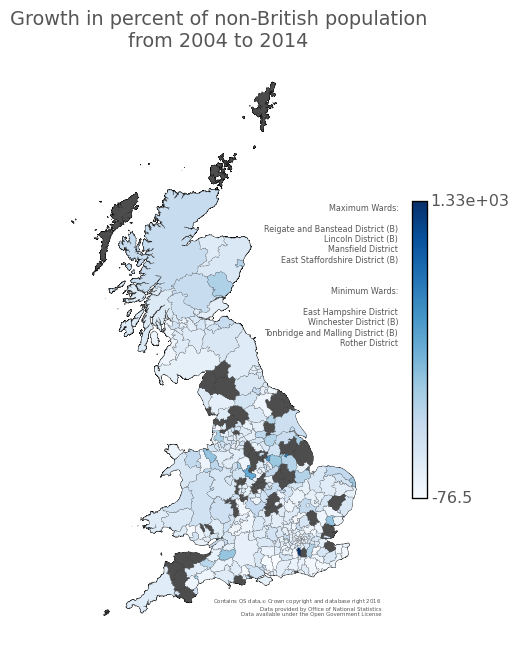 Growth in percent of non-British population
from 2004 to 2014
1.33e+03
Maximum Wards:
Reigate and Banstead District (B)
Lincoln District (B)
Mansfield District
East Staffordshire District (B)
Minimum Wards:
East Hampshire District
Winchester District (B)
Tonbridge and Malling District (B)
Rother District
-76.5
Contains OS data © Crown copyright and database right 2016
Data provided by Office of National Statistics
Data available under the Open Government License